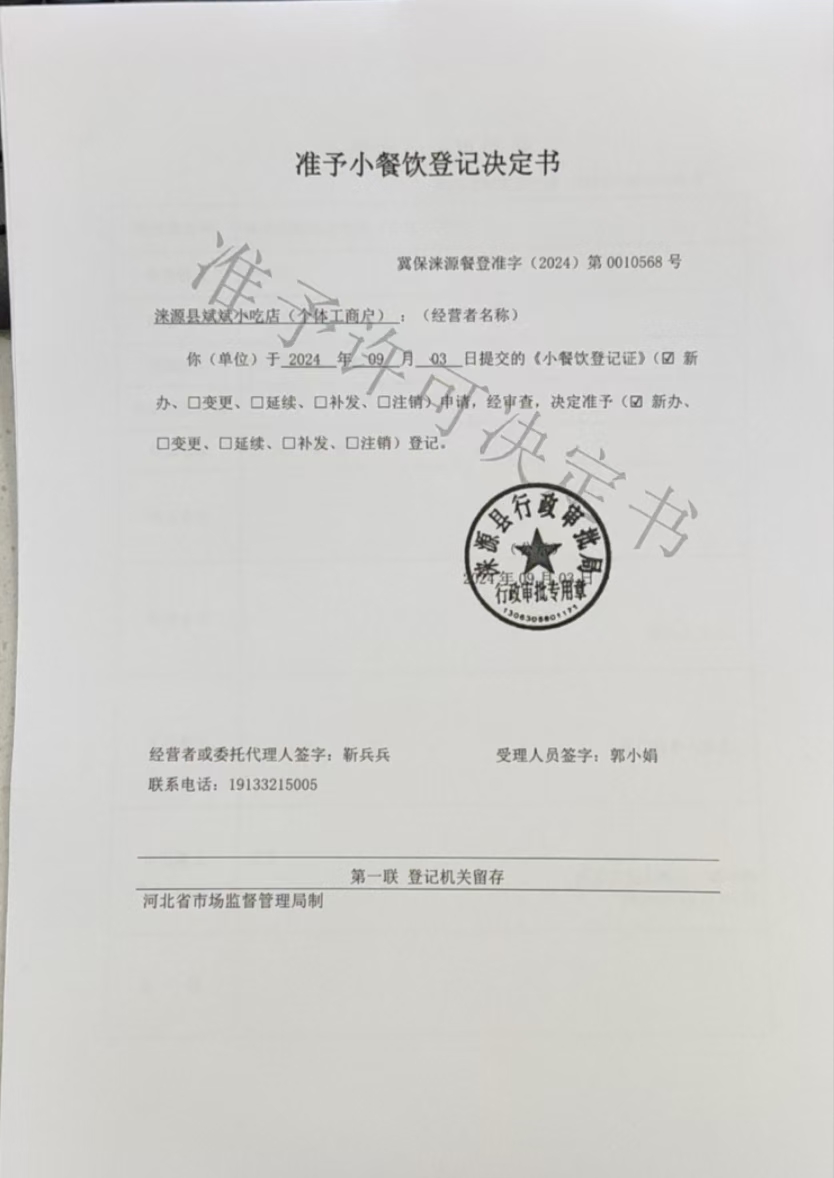 准予小餐饮登记决定书
冀保涞源餐登准字（2024）第 0010568 号
涞源县斌斌小吃店（个体工商户）：（经营者名称）
你（单位）于 2024 年 09 月 03 日提交的《小餐饮登记证》（☑ 新
办、□变更、□延续、□补发、□注销）申请，经审查，决定准予（☑ 新办、
□变更、□延续、□补发、□注销）登记。
准予许可决定书
涞源县行政审批局
2024 年 09 月 03 日
行政审批专用章
1306308801171
经营者或委托代理人签字：靳兵兵
受理人员签字：郭小娟
联系电话：19133215005
第一联 登记机关留存
河北省市场监督管理局制